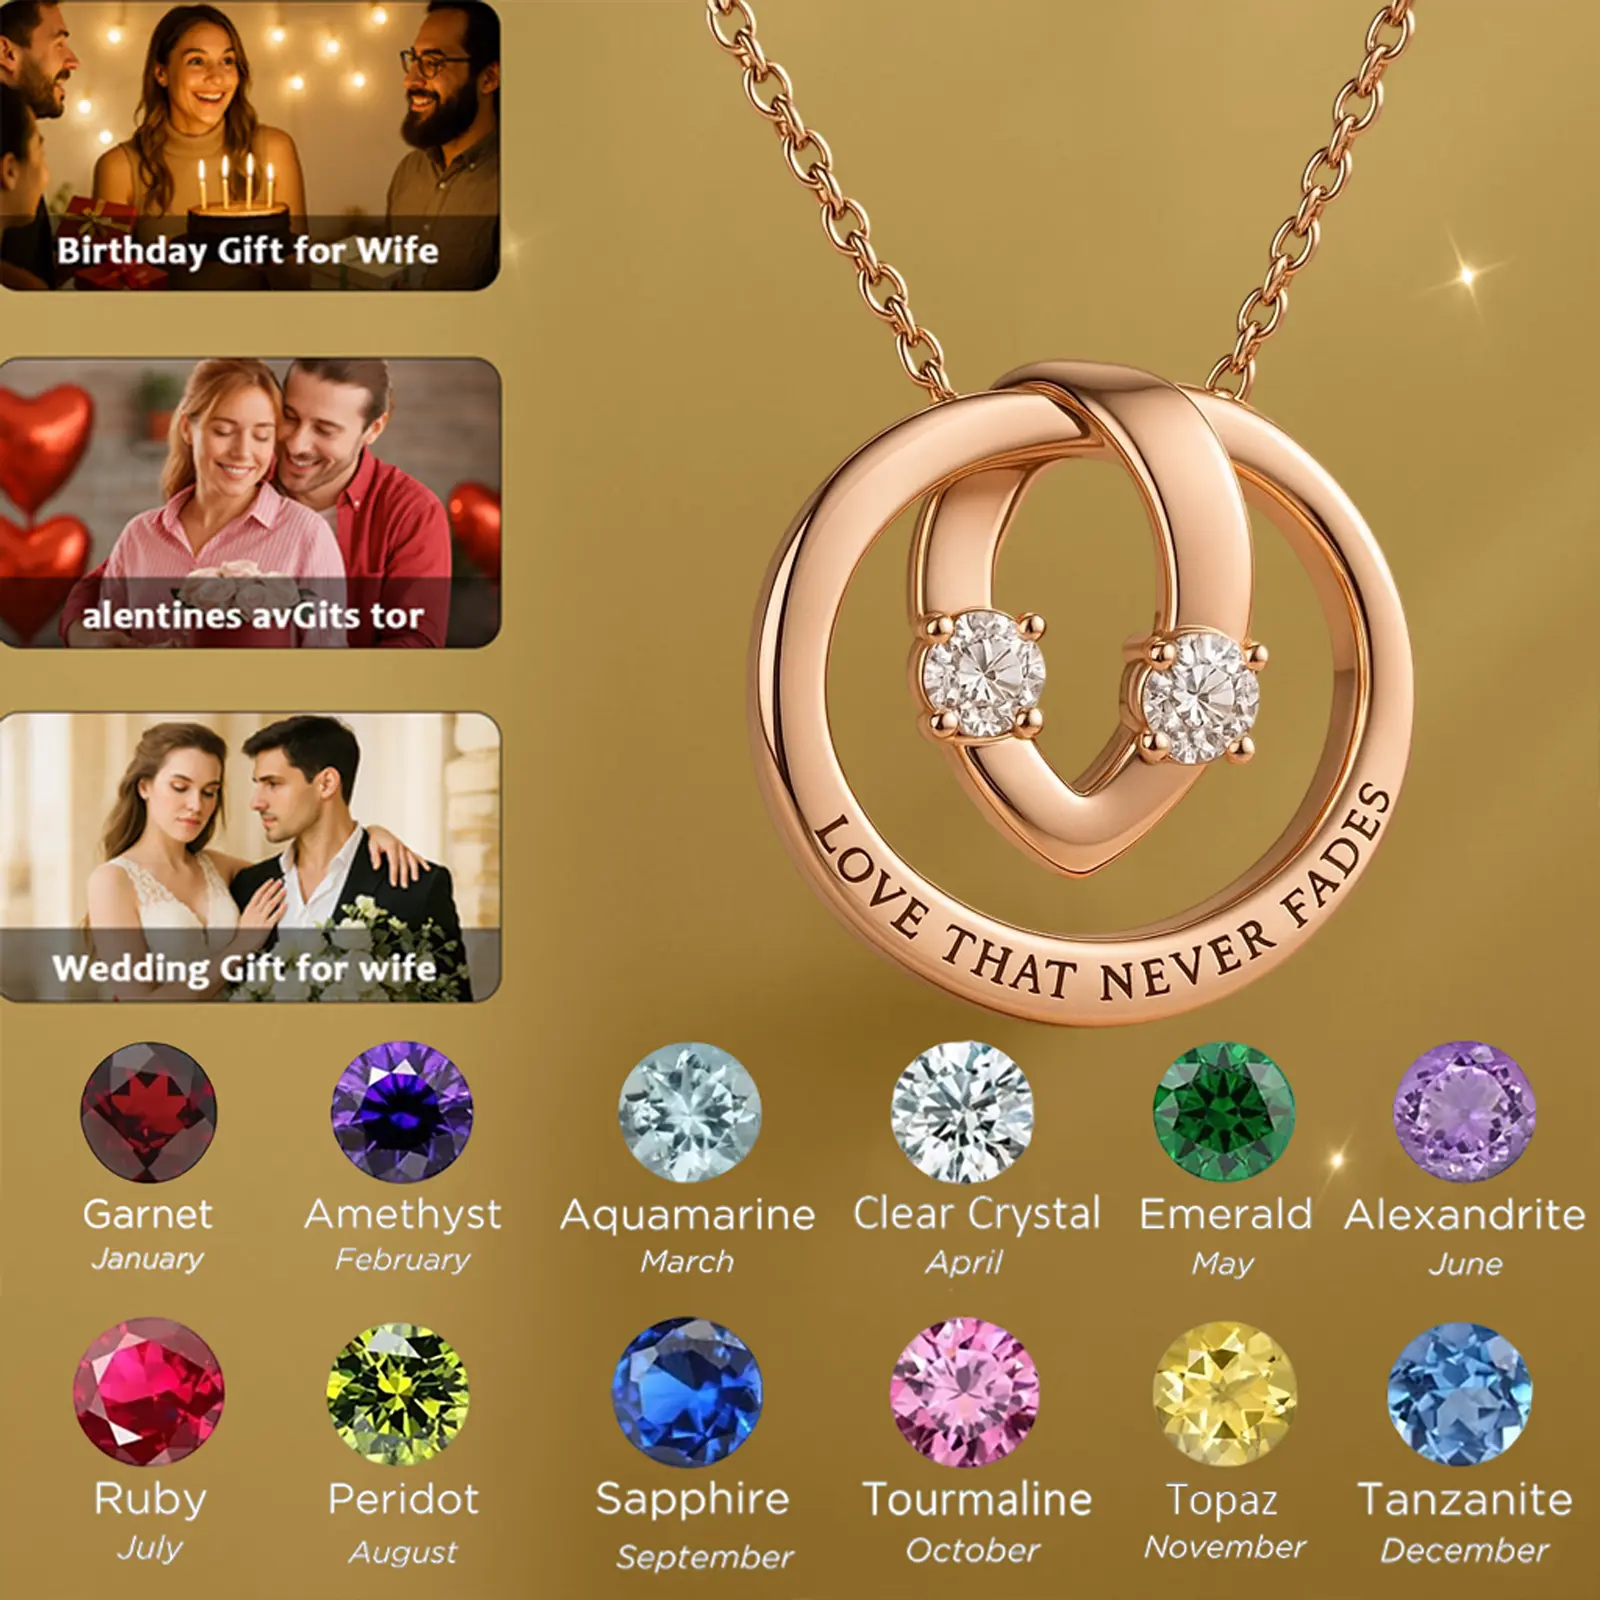 Birthday Gift for Wife
alentines avGits tor
Wedding Gift for wife
LOVE THAT NEVER FADES
Garnet
January
Amethyst
February
Aquamarine
March
Clear Crystal
April
Emerald
May
Alexandrite
June
Ruby
July
Peridot
August
Sapphire
September
Tourmaline
October
Topaz
November
Tanzanite
December